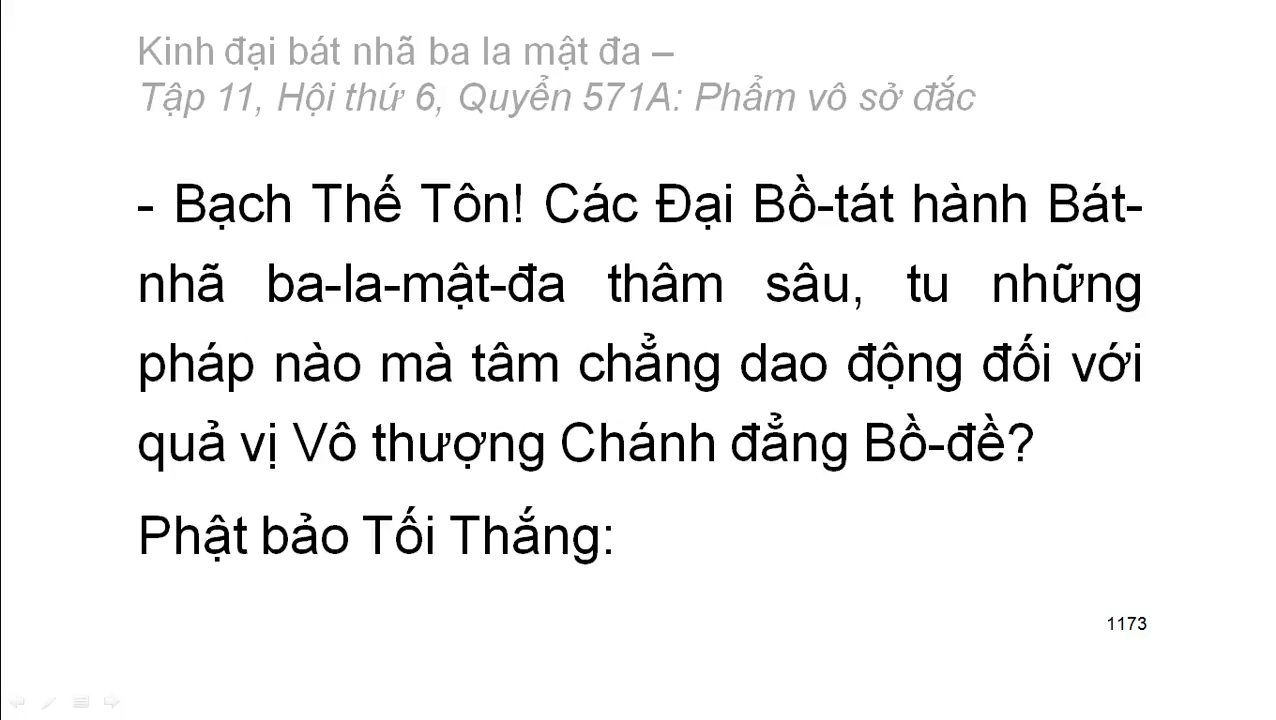 Kinh đại bát nhã ba la mật đa –
Tập 11, Hội thứ 6, Quyển 571A: Phẩm vô sở đắc
- Bạch Thế Tôn! Các Đại Bồ-tát hành Bát-
nhã ba-la-mật-đa thâm sâu, tu những
pháp nào mà tâm chẳng dao động đối với
quả vị Vô thượng Chánh đẳng Bồ-đề?
Phật bảo Tối Thắng:
1173